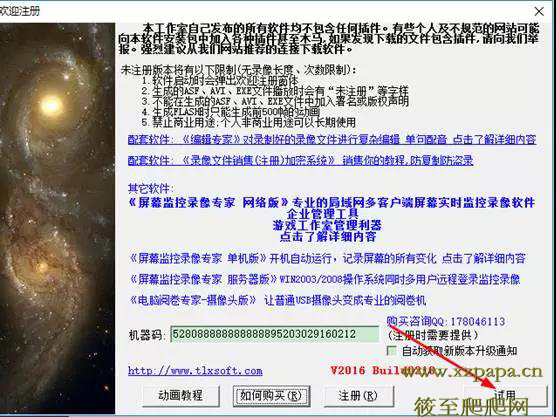 欢迎注册
本工作室自己发布的所有软件均不包含任何插件。有些个人及不规范的网站可能
向本软件安装包中加入各种插件甚至木马,如果发现下载的文件包含插件,请向我们举
报。强烈建议从我们网站推荐的连接下载软件。
未注册版本将有以下限制(无录像长度、次数限制):
1.软件启动时会弹出欢迎注册窗体
2.生成的ASF、AVI、EXE文件播放时会有“未注册”等字样
3.不能在生成的ASF、AVI、EXE文件中加入署名或版权声明
4.生成FLASH时只能生成前500帧的动画
5.禁止商业用途;个人非商业用途可以长期使用
配套软件: 《编辑专家》对录制好的录像文件进行复杂编辑 单句配音 点击了解详细内容
配套软件: 《录像文件销售(注册)加密系统》 销售你的教程,防复制防盗录
其它软件:
《屏幕监控录像专家 网络版》专业的局域网多客户端屏幕实时监控录像软件
企业管理工具
游戏工作室管理利器
点击了解详细内容
《屏幕监控录像专家 单机版》开机自动运行，记录屏幕的所有变化 点击了解详细内容
《屏幕监控录像专家 服务器版》WIN2003/2008操作系统同时多用户远程登录监控录像
《电脑阅卷专家-摄像头版》 让普通USB摄像头变成专业的阅卷机
购买咨询QQ:178046113
机器码: 52808888888888895203029160212 (注册时需要提供)
自动获取新版本升级通知
http://www.tlxsoft.com V2016 Build0218
www.xxpapa.cn
动画教程 如何购买(R) 注册(R) 试用
筱至爬爬网